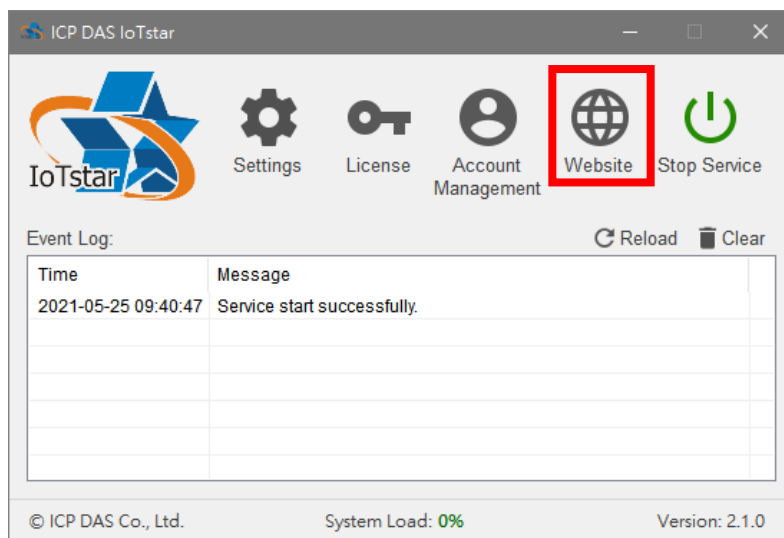 ICP DAS IoTstar
IoTstar
Settings
License
Account
Management
Website
Stop Service
Event Log:
Reload
Clear
Time Message
2021-05-25 09:40:47 Service start successfully.
© ICP DAS Co., Ltd. System Load: 0% Version: 2.1.0